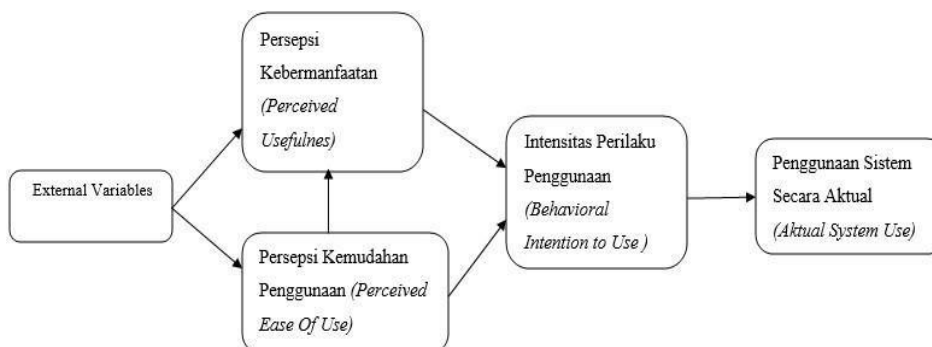 Persepsi
Kebermanfaatan
(Perceived
Usefulnes)
External Variables
Persepsi Kemudahan
Penggunaan (Perceived
Ease Of Use)
Intensitas Perilaku
Penggunaan
(Behavioral
Intention to Use )
Penggunaan Sistem
Secara Aktual
(Aktual System Use)